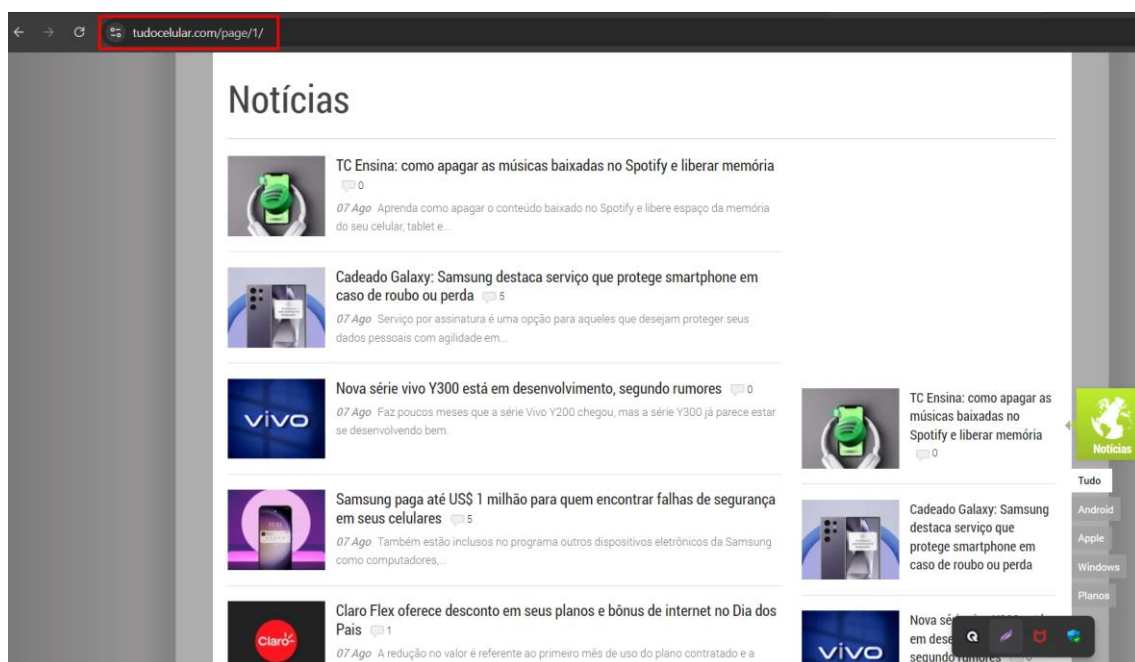 tudocelular.com/page/1/
Notícias
TC Ensina: como apagar as músicas baixadas no Spotify e liberar memória
0
07 Ago Aprenda como apagar o conteúdo baixado no Spotify e libere espaço da memória
do seu celular, tablet e...
Cadeado Galaxy: Samsung destaca serviço que protege smartphone em
caso de roubo ou perda 5
07 Ago Serviço por assinatura é uma opção para aqueles que desejam proteger seus
dados pessoais com agilidade em...
vivo
Nova série vivo Y300 está em desenvolvimento, segundo rumores 0
07 Ago Faz poucos meses que a série Vivo Y200 chegou, mas a série Y300 já parece estar
se desenvolvendo bem.
Samsung paga até US$ 1 milhão para quem encontrar falhas de segurança
em seus celulares 5
07 Ago Também estão inclusos no programa outros dispositivos eletrônicos da Samsung
como computadores,...
Claro
Claro Flex oferece desconto em seus planos e bônus de internet no Dia dos
Pais 1
07 Ago A redução no valor é referente ao primeiro mês de uso do plano contratado e a
TC Ensina: como apagar as
músicas baixadas no
Spotify e liberar memória
0
Cadeado Galaxy: Samsung
destaca serviço que
protege smartphone em
caso de roubo ou perda
vivo
Nova
em
segundo rumores
Notícias
Tudo
Android
Apple
Windows
Planos